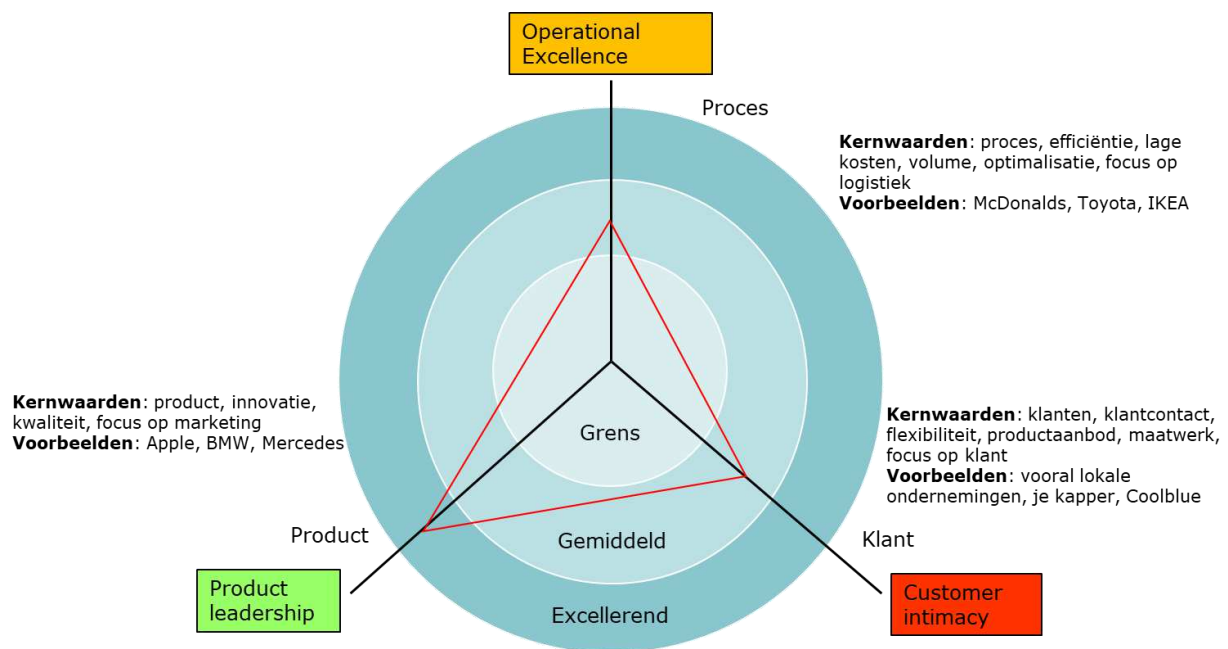 Operational
Excellence
Proces
Kernwaarden: proces, efficiëntie, lage
kosten, volume, optimalisatie, focus op
logistiek
Voorbeelden: McDonalds, Toyota, IKEA
Kernwaarden: product, innovatie,
kwaliteit, focus op marketing
Voorbeelden: Apple, BMW, Mercedes
Grens
Kernwaarden: klanten, klantcontact,
flexibiliteit, productaanbod, maatwerk,
focus op klant
Voorbeelden: vooral lokale
ondernemingen, je kapper, Coolblue
Product
Gemiddeld
Klant
Product
leadership
Excellerend
Customer
intimacy